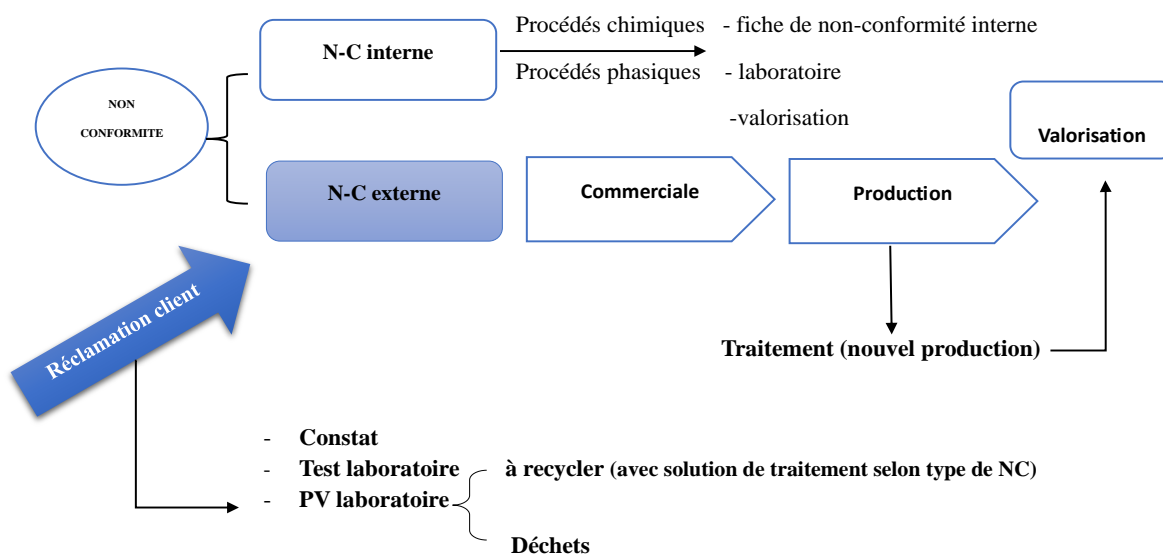 Procédés chimiques - fiche de non-conformité interne
N-C interne
Procédés phasiques - laboratoire
NON
CONFORMITE
-valorisation
Valorisation
N-C externe
Commerciale
Production
Réclamation client
Traitement (nouvel production)
- Constat
- Test laboratoire
à recycler (avec solution de traitement selon type de NC)
- PV laboratoire
Déchets